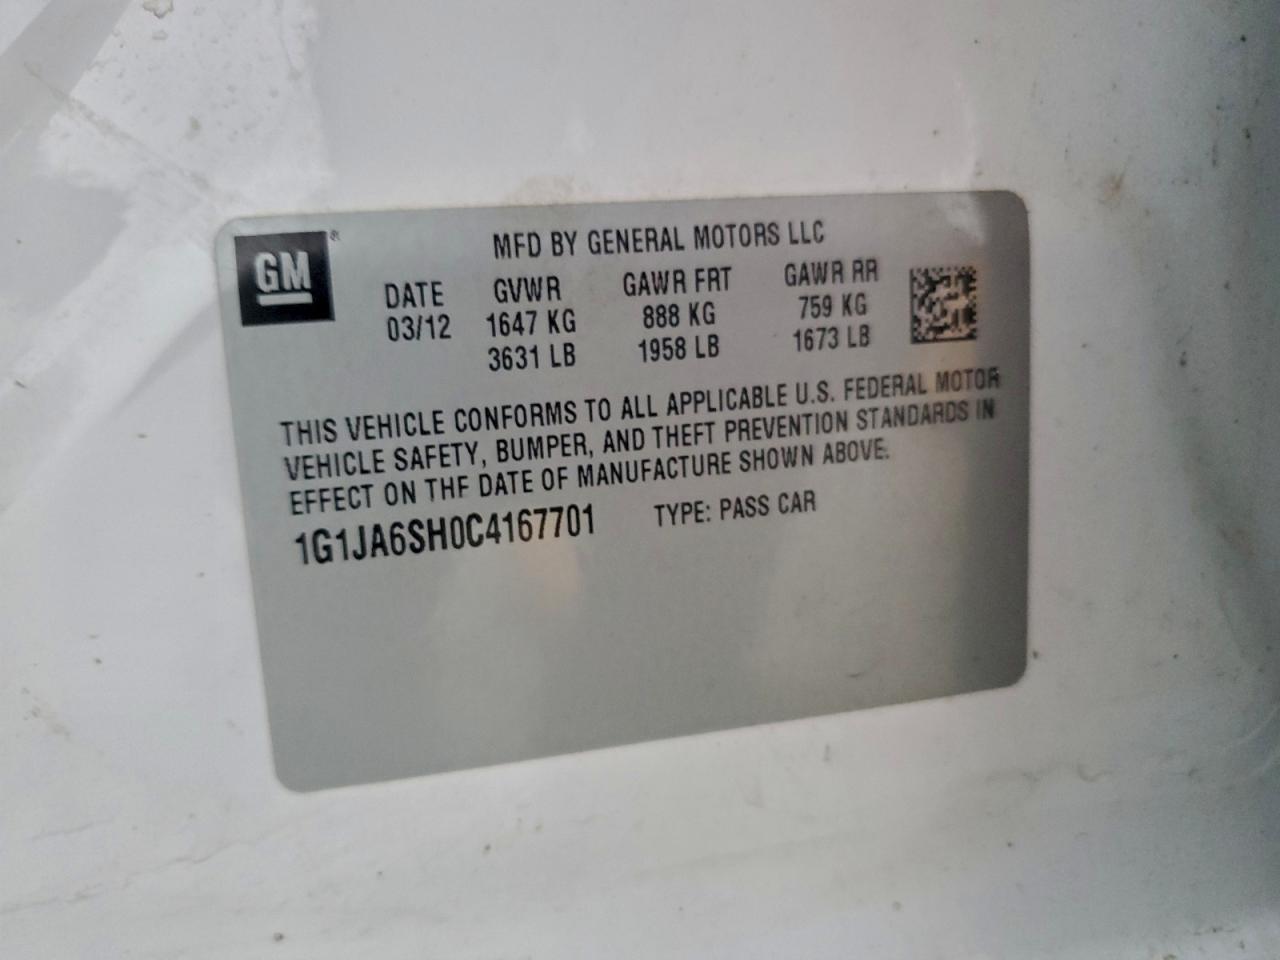 GM ®
MFD BY GENERAL MOTORS LLC
DATE GVWR GAWR FRT GAWR RR
03/12 1647 KG 888 KG 759 KG
3631 LB 1958 LB 1673 LB
THIS VEHICLE CONFORMS TO ALL APPLICABLE U.S. FEDERAL MOTOR
VEHICLE SAFETY, BUMPER, AND THEFT PREVENTION STANDARDS IN
EFFECT ON THE DATE OF MANUFACTURE SHOWN ABOVE.
1G1JA6SH0C4167701 TYPE: PASS CAR